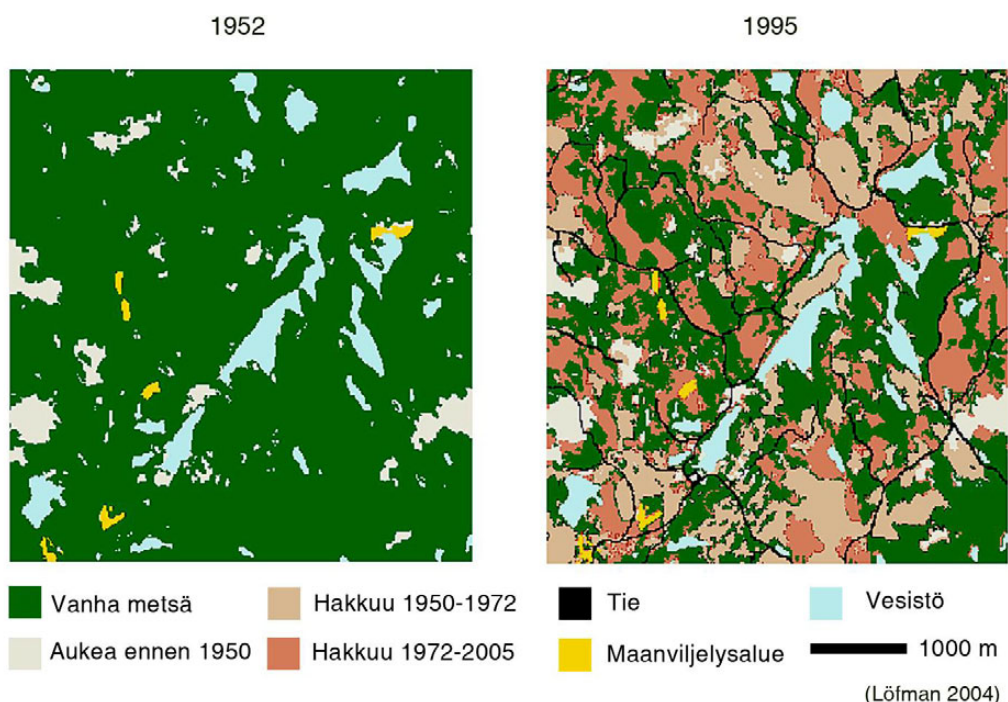 1952
1995
Vanha metsä
Hakkuu 1950-1972
Tie
Vesistö
Aukea ennen 1950
Hakkuu 1972-2005
Maanviljelysalue
1000 m
(Löfman 2004)